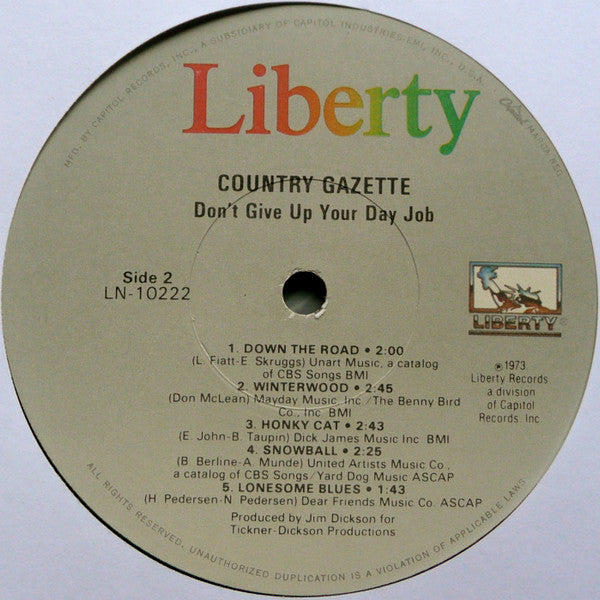 MFD. BY CAPITOL RECORDS, INC., A SUBSIDIARY OF CAPITOL INDUSTRIES-EMI, INC., U.S.A.
Capitol MARCA REG.
Liberty
COUNTRY GAZETTE
Don't Give Up Your Day Job
Side 2
LN-10222
LIBERTY
1. DOWN THE ROAD • 2:00
(L. Flatt-E. Skruggs) Unart Music, a catalog
of CBS Songs BMI
2. WINTERWOOD • 2:45
(Don McLean) Mayday Music, Inc./The Benny Bird
Co., Inc. BMI
3. HONKY CAT • 2:43
(E. John-B. Taupin) Dick James Music Inc. BMI
4. SNOWBALL • 2:25
(B. Berline-A. Munde) United Artists Music Co.,
a catalog of CBS Songs/Yard Dog Music ASCAP
5. LONESOME BLUES • 1:43
(H. Pedersen-N. Pedersen) Dear Friends Music Co. ASCAP
Produced by Jim Dickson for
Tickner-Dickson Productions
℗1973
Liberty Records
a division
of Capitol
Records, Inc.
ALL RIGHTS RESERVED. UNAUTHORIZED DUPLICATION IS A VIOLATION OF APPLICABLE LAWS